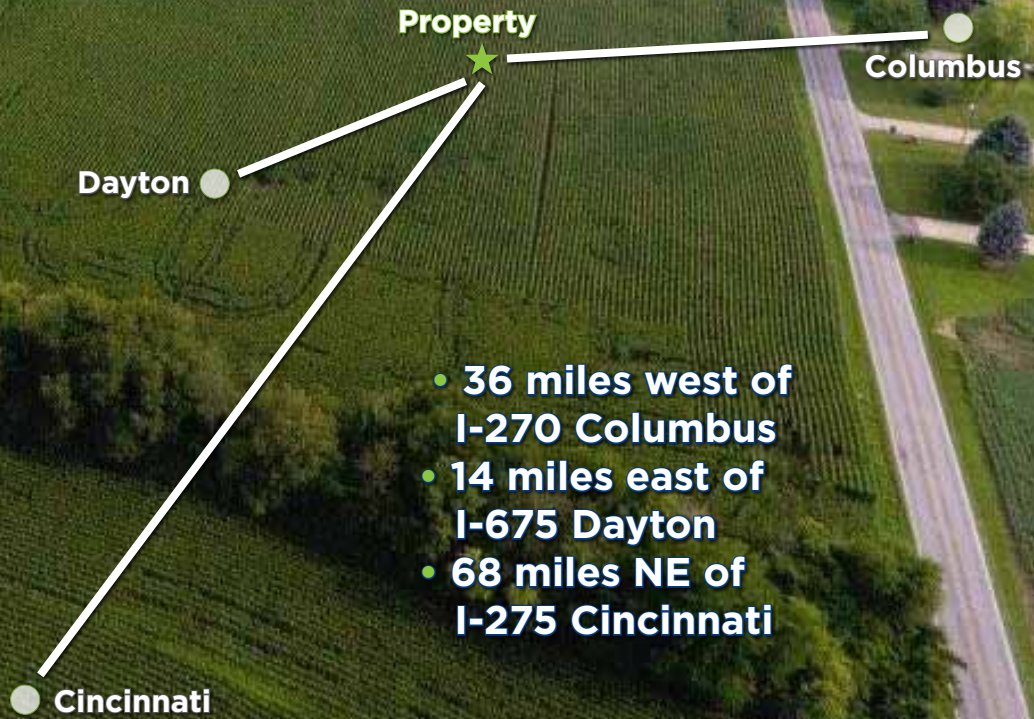 Property
Columbus
Dayton
• 36 miles west of
I-270 Columbus
• 14 miles east of
I-675 Dayton
• 68 miles NE of
I-275 Cincinnati
Cincinnati